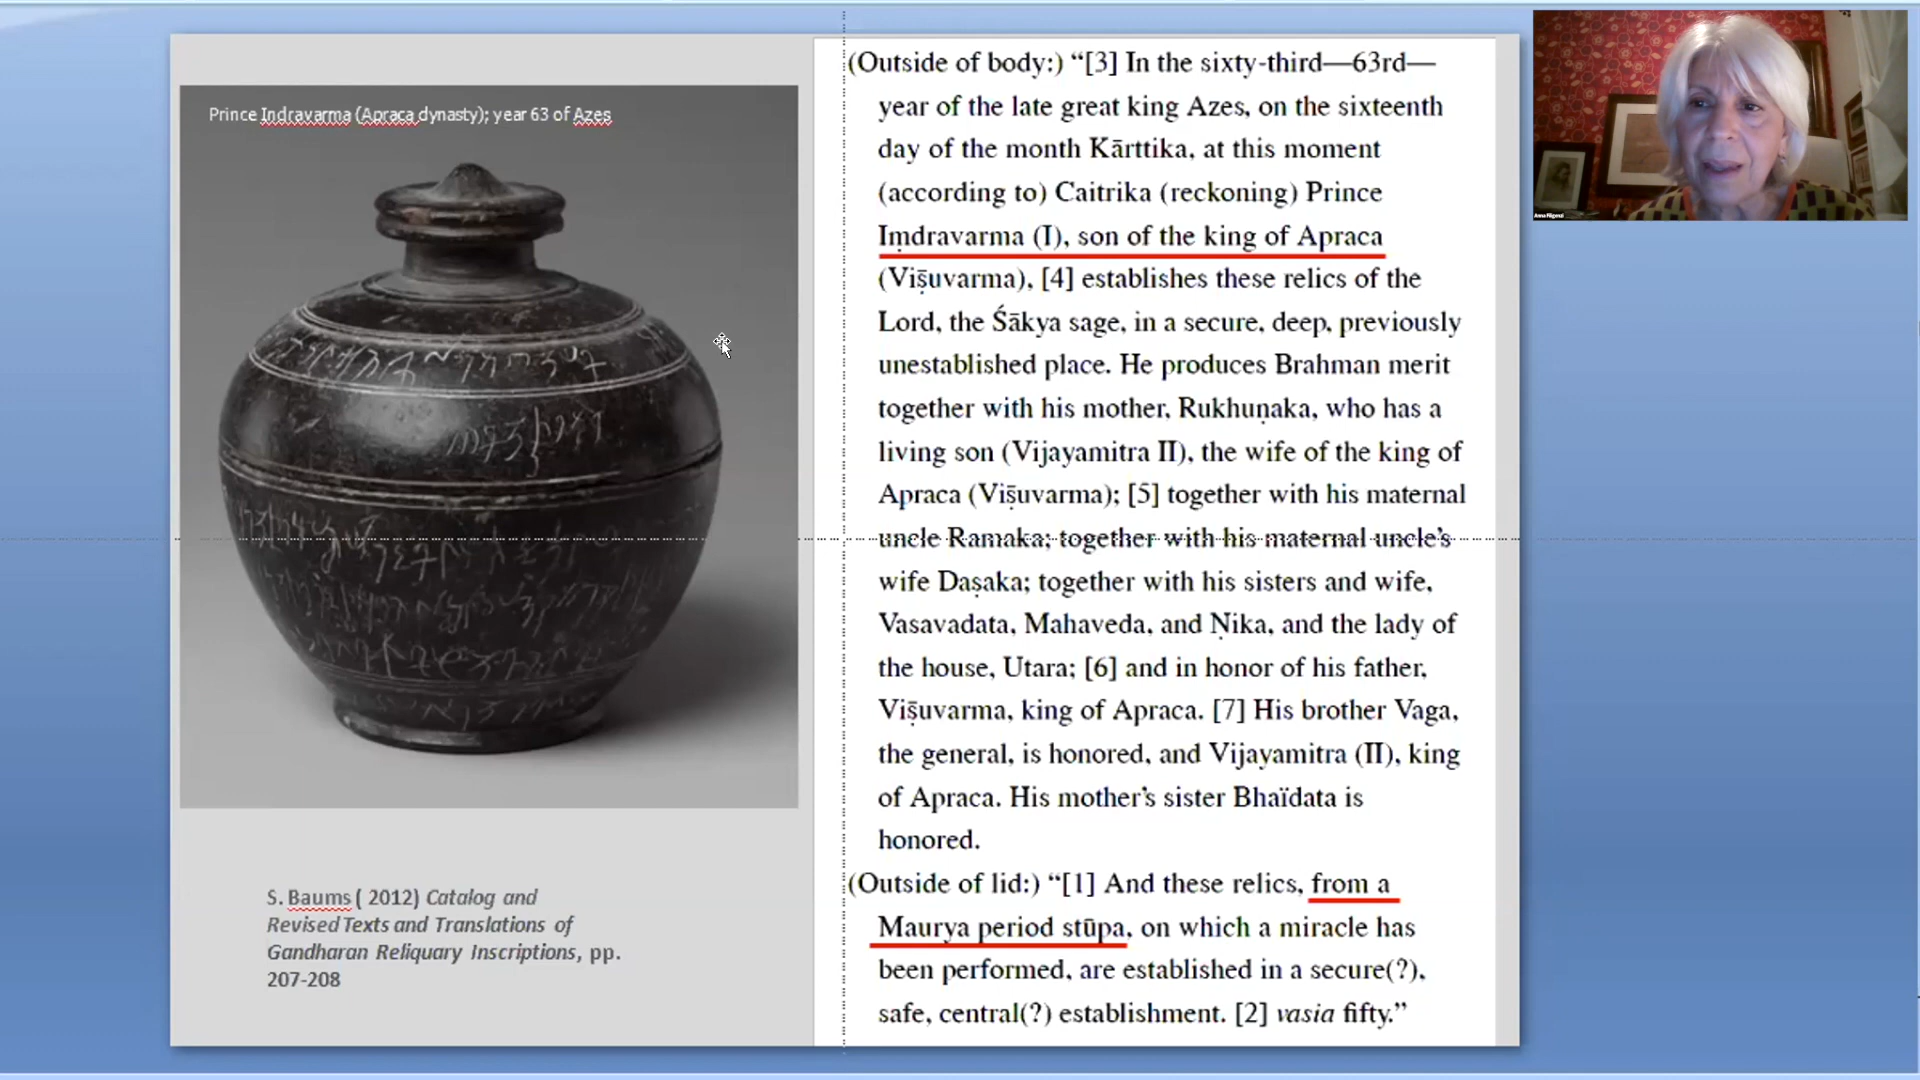 Prince Indravarma (Apraca dynasty); year 63 of Azes
S. Baums ( 2012) Catalog and
Revised Texts and Translations of
Gandharan Reliquary Inscriptions, pp.
207-208
(Outside of body:) “[3] In the sixty-third—63rd—
year of the late great king Azes, on the sixteenth
day of the month Kārttika, at this moment
(according to) Caitrika (reckoning) Prince
Iṃdravarma (I), son of the king of Apraca
(Viṣ̄uvarma), [4] establishes these relics of the
Lord, the Śākya sage, in a secure, deep, previously
unestablished place. He produces Brahman merit
together with his mother, Rukhuṇaka, who has a
living son (Vijayamitra II), the wife of the king of
Apraca (Viṣ̄uvarma); [5] together with his maternal
uncle Ramaka; together with his maternal uncle’s
wife Daṣaka; together with his sisters and wife,
Vasavadata, Mahaveda, and Ṇika, and the lady of
the house, Utara; [6] and in honor of his father,
Viṣ̄uvarma, king of Apraca. [7] His brother Vaga,
the general, is honored, and Vijayamitra (II), king
of Apraca. His mother’s sister Bhaïdata is
honored.
(Outside of lid:) “[1] And these relics, from a
Maurya period stūpa, on which a miracle has
been performed, are established in a secure(?),
safe, central(?) establishment. [2] vasia fifty.”